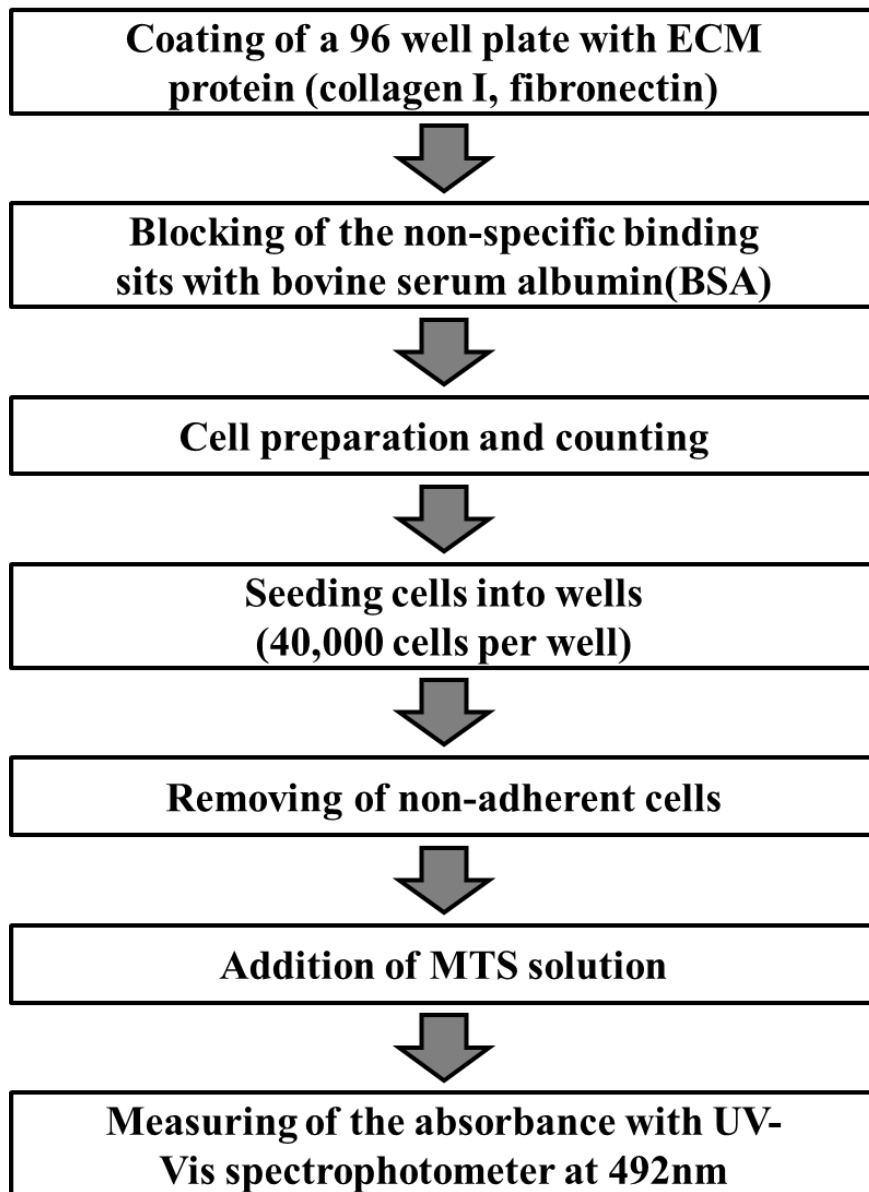 Coating of a 96 well plate with ECM
protein (collagen I, fibronectin)
Blocking of the non-specific binding
sits with bovine serum albumin(BSA)
Cell preparation and counting
Seeding cells into wells
(40,000 cells per well)
Removing of non-adherent cells
Addition of MTS solution
Measuring of the absorbance with UV-
Vis spectrophotometer at 492nm